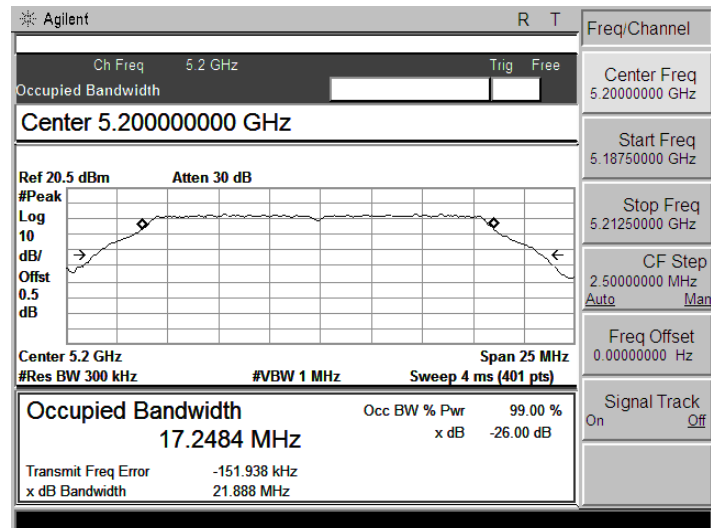 Agilent R T
Ch Freq 5.2 GHz Trig Free
Occupied Bandwidth
Center 5.200000000 GHz
Ref 20.5 dBm Atten 30 dB
#Peak
Log
10
dB/
Offst
0.5
dB
Center 5.2 GHz Span 25 MHz
#Res BW 300 kHz #VBW 1 MHz Sweep 4 ms (401 pts)
Occupied Bandwidth Occ BW % Pwr 99.00 %
17.2484 MHz x dB -26.00 dB
Transmit Freq Error -151.938 kHz
x dB Bandwidth 21.888 MHz
Freq/Channel
Center Freq
5.20000000 GHz
Start Freq
5.18750000 GHz
Stop Freq
5.21250000 GHz
CF Step
2.50000000 MHz
Auto Man
Freq Offset
0.00000000 Hz
Signal Track
On Off